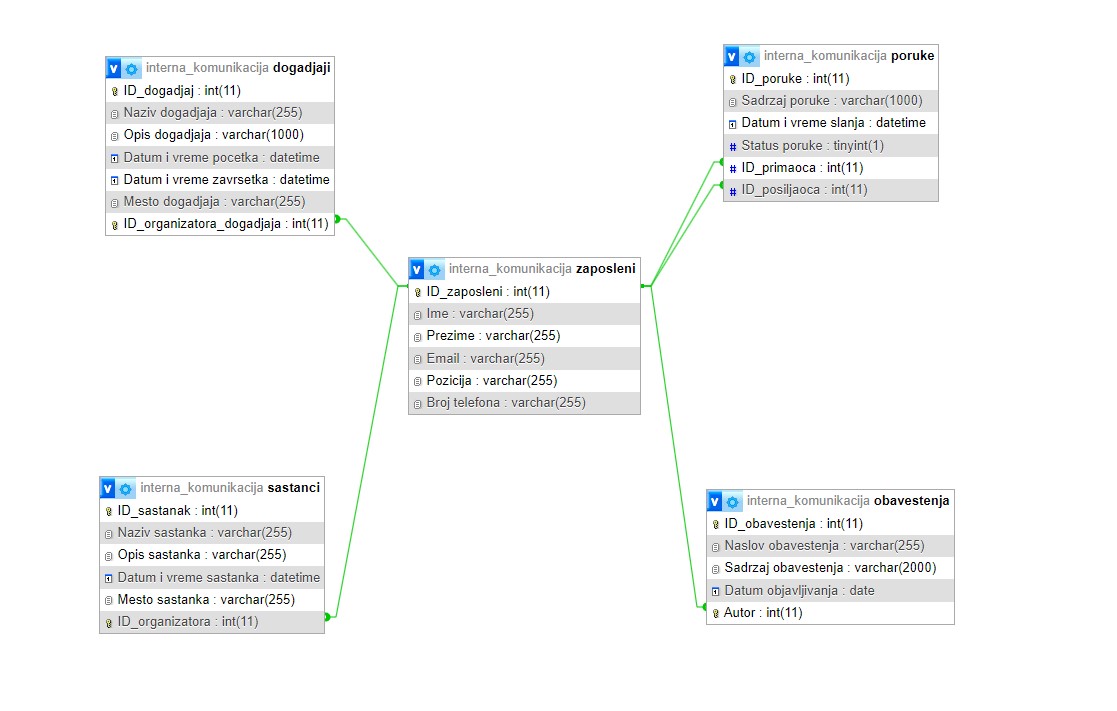 v interna_komunikacija dogadjaji
ID_dogadjaj : int(11)
Naziv dogadjaja : varchar(255)
Opis dogadjaja : varchar(1000)
Datum i vreme pocetka : datetime
Datum i vreme zavrsetka : datetime
Mesto dogadjaja : varchar(255)
ID_organizatora_dogadjaja : int(11)
v interna_komunikacija poruke
ID_poruke : int(11)
Sadrzaj poruke : varchar(1000)
Datum i vreme slanja : datetime
# Status poruke : tinyint(1)
# ID_primaoca : int(11)
# ID_posiljaoca : int(11)
v interna_komunikacija zaposleni
ID_zaposleni : int(11)
Ime : varchar(255)
Prezime : varchar(255)
Email : varchar(255)
Pozicija : varchar(255)
Broj telefona : varchar(255)
v interna_komunikacija sastanci
ID_sastanak : int(11)
Naziv sastanka : varchar(255)
Opis sastanka : varchar(255)
Datum i vreme sastanka : datetime
Mesto sastanka : varchar(255)
ID_organizatora : int(11)
v interna_komunikacija obavestenja
ID_obavestenja : int(11)
Naslov obavestenja : varchar(255)
Sadrzaj obavestenja : varchar(2000)
Datum objavljivanja : date
Autor : int(11)